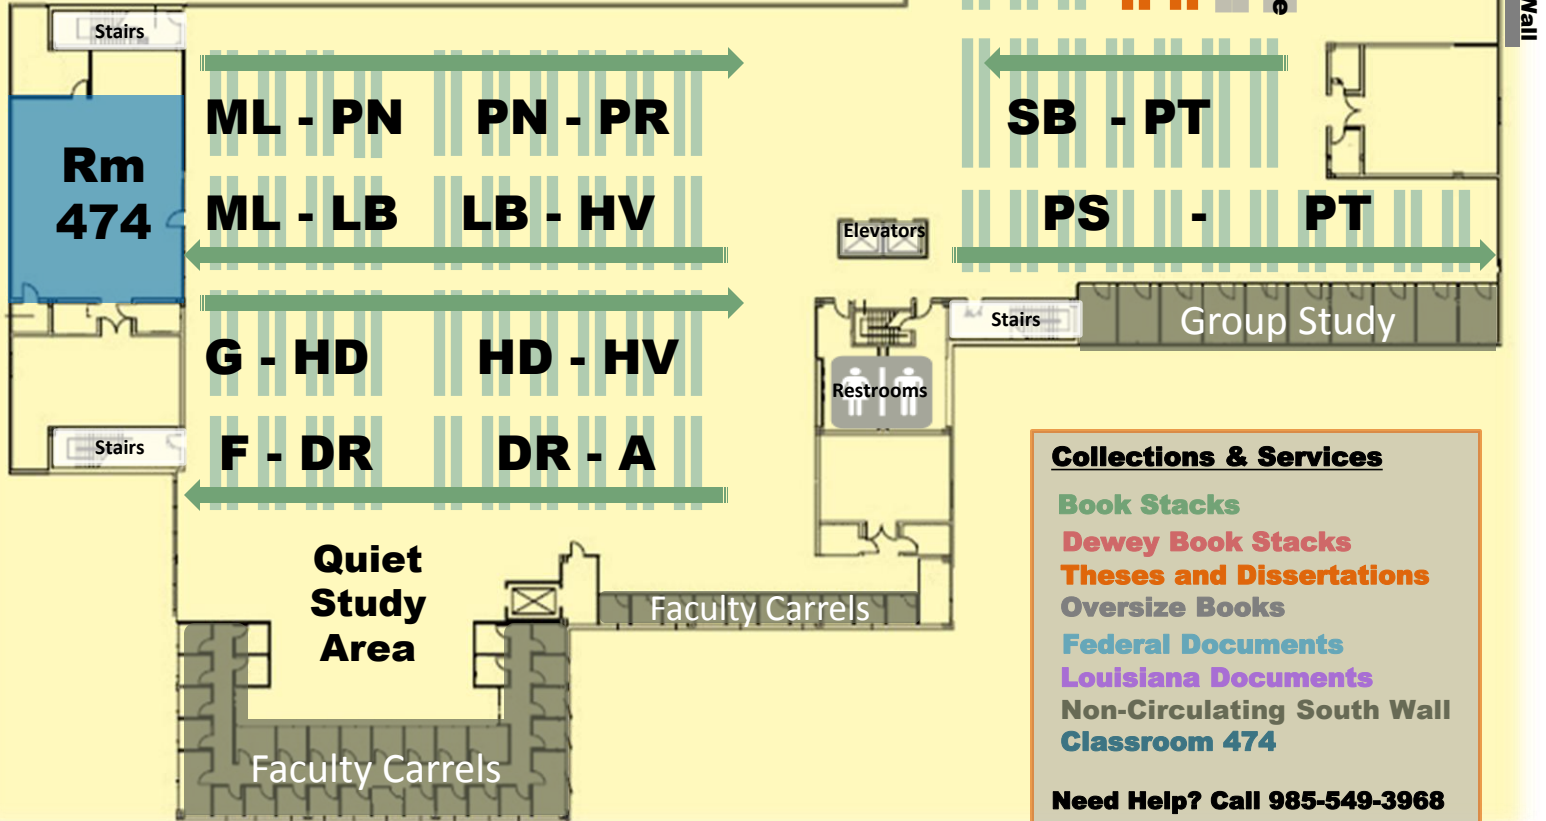 e
Wall
Stairs
ML - PN PN - PR
SB - PT
Rm
474
ML - LB LB - HV
PS - PT
Elevators
Stairs
Group Study
G - HD HD - HV
Restrooms
Stairs
F - DR DR - A
Quiet
Study
Area
Faculty Carrels
Faculty Carrels
Collections & Services
Book Stacks
Dewey Book Stacks
Theses and Dissertations
Oversize Books
Federal Documents
Louisiana Documents
Non-Circulating South Wall
Classroom 474
Need Help? Call 985-549-3968